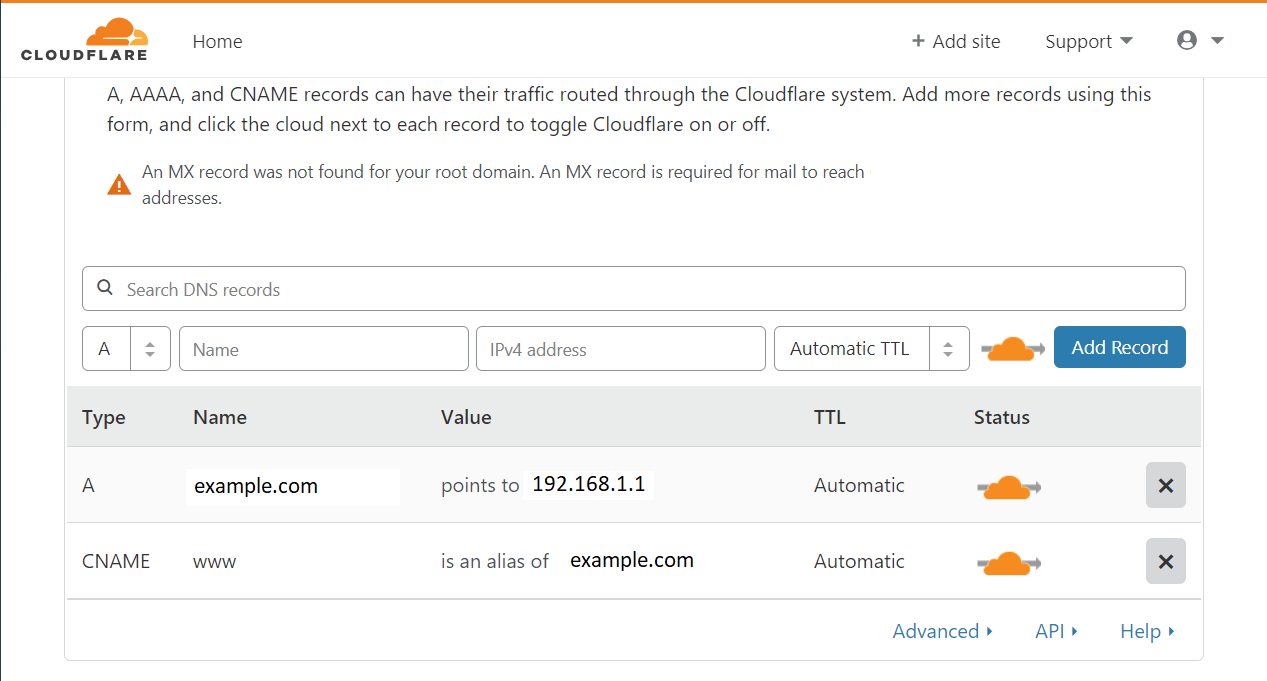 CLOUDFLARE
Home
+ Add site
Support
A, AAAA, and CNAME records can have their traffic routed through the Cloudflare system. Add more records using this
form, and click the cloud next to each record to toggle Cloudflare on or off.
An MX record was not found for your root domain. An MX record is required for mail to reach
addresses.
Search DNS records
A Name IPv4 address Automatic TTL Add Record
Type Name Value TTL Status
A example.com points to 192.168.1.1 Automatic
CNAME www is an alias of example.com Automatic
Advanced API Help